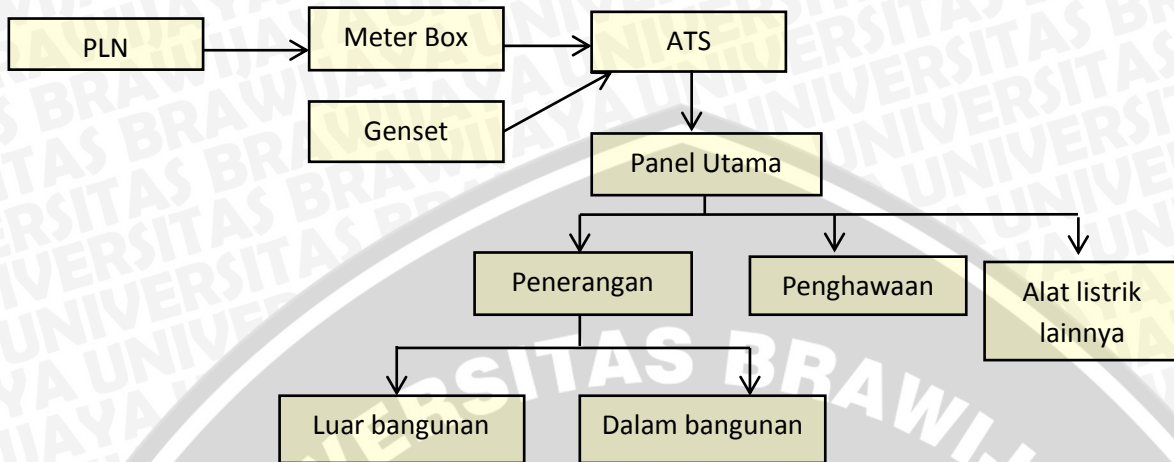 PLN
Meter Box
ATS
Genset
Panel Utama
Penerangan
Penghawaan
Alat listrik
lainnya
Luar bangunan
Dalam bangunan